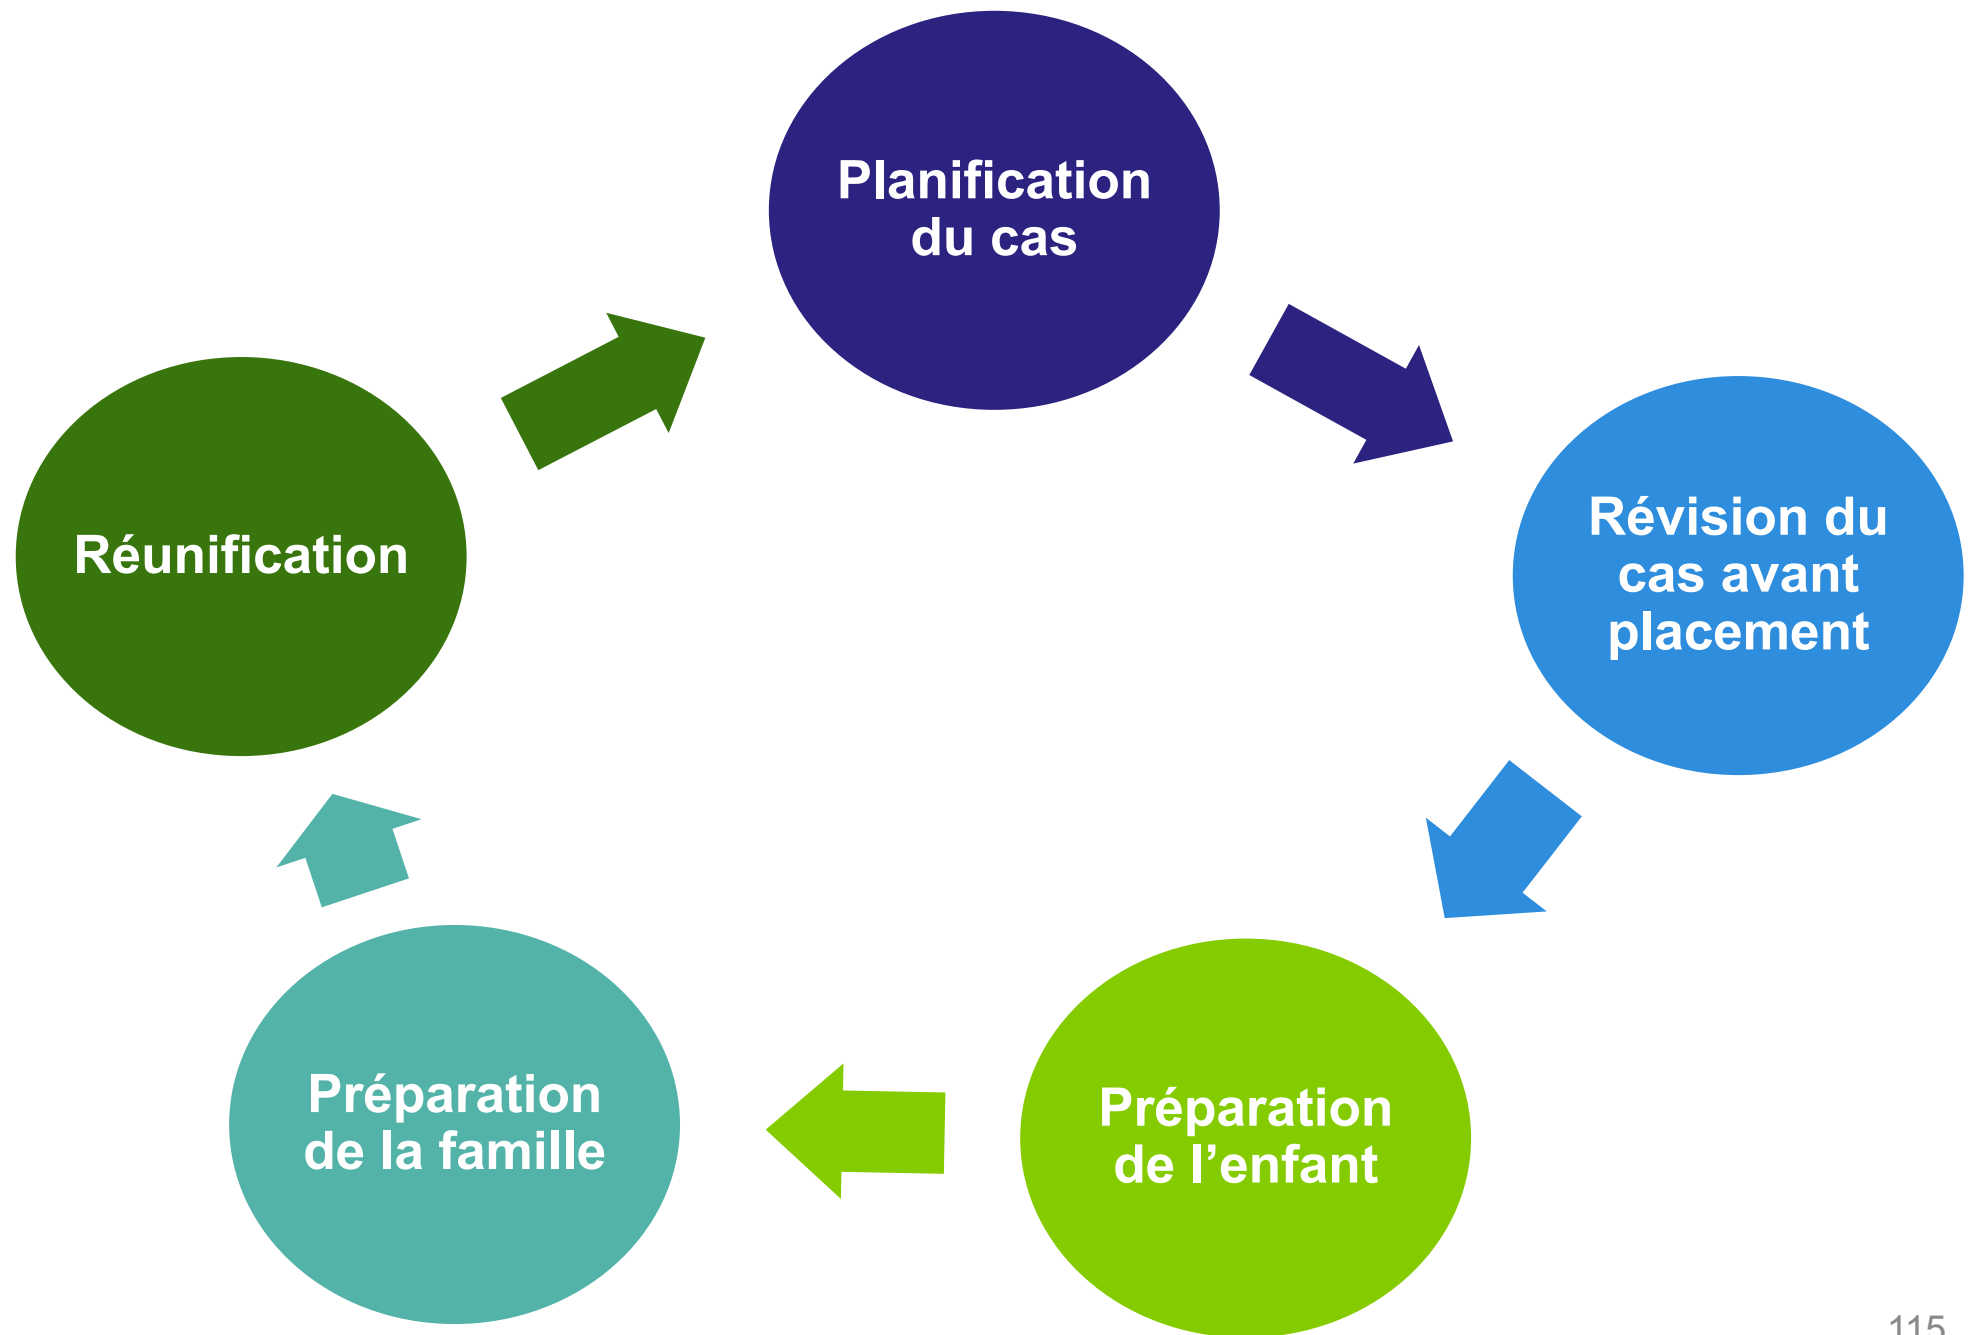 Planification
du cas
Révision du
cas avant
placement
Préparation
de l’enfant
Préparation
de la famille
Réunification
115